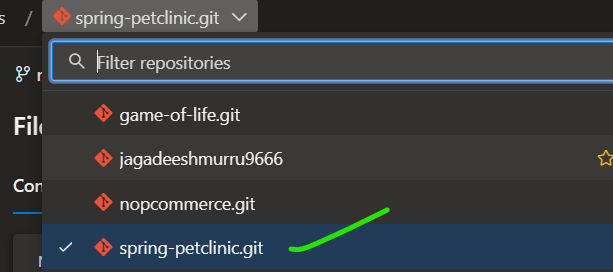 s / spring-petclinic.git
Filter repositories
game-of-life.git
jagadeeshmurru9666
nopcommerce.git
spring-petclinic.git